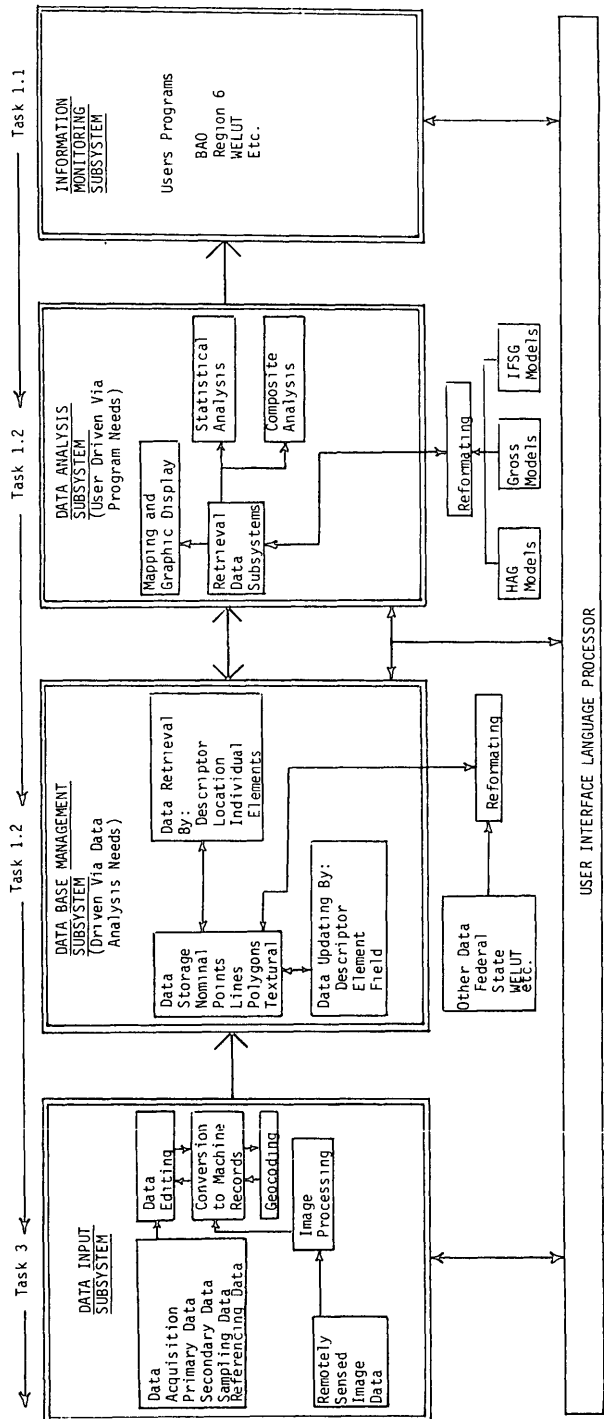 Task 3
Task 1.2
Task 1.2
Task 1.1
DATA INPUT
SUBSYSTEM
Data
Acquisition
Primary Data
Secondary Data
Sampling Data
Referencing Data
Data
Editing
Conversion
to Machine
Records
Geocoding
Remotely
Sensed
Image
Data
Image
Processing
DATA BASE MANAGEMENT
SUBSYSTEM
(Driven Via Data
Analysis Needs)
Data
Storage
Nominal
Points
Lines
Polygons
Textural
Data Retrieval
By: Descriptor
Location
Individual
Elements
Data Updating By:
Descriptor
Element
Field
Other Data
Federal
State
WELUT
etc.
Reformating
DATA ANALYSIS
SUBSYSTEM
(User Driven Via
Program Needs)
Mapping and
Graphic Display
Retrieval
Data
Subsystems
Statistical
Analysis
Composite
Analysis
Reformating
HAG
Models
Gross
Models
IFSG
Models
INFORMATION
MONITORING
SUBSYSTEM
Users Programs
BAO
Region 6
WELUT
Etc.
USER INTERFACE LANGUAGE PROCESSOR